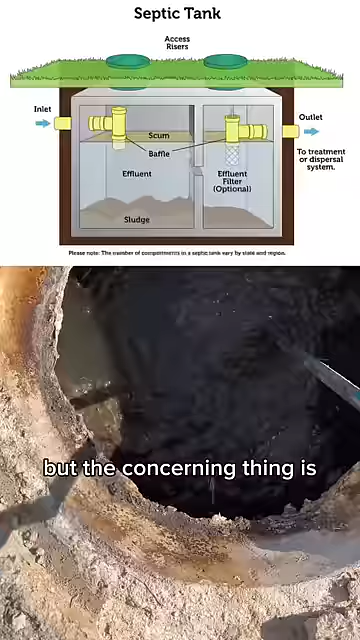 Septic Tank
Access
Risers
Inlet
Outlet
Scum
Baffle
To treatment
or dispersal
system.
Effluent
Effluent
Filter
(Optional)
Sludge
Please note: The number of compartments in a septic tank vary by state and region.
but the concerning thing is